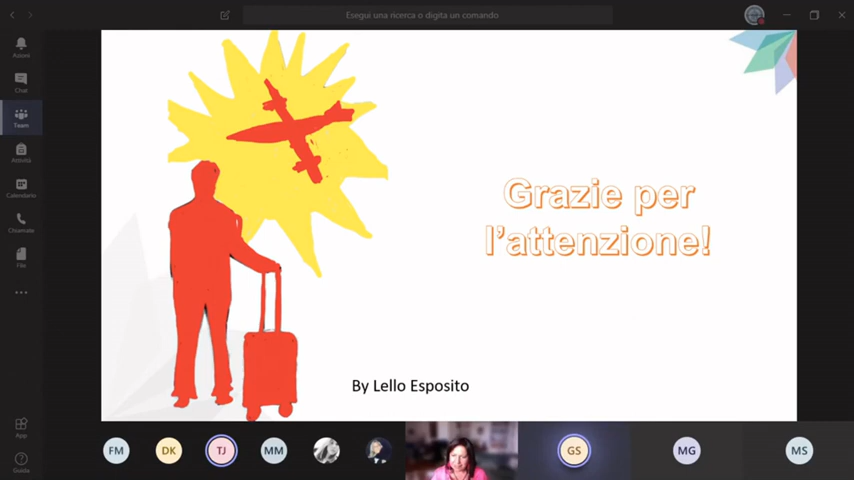 Esegui una ricerca o digita un comando
Azioni
Chat
Team
Attività
Calendario
Chiamate
File
Grazie per
l'attenzione!
By Lello Esposito
App
Guida
FM
DK
TJ
MM
GS
MG
MS